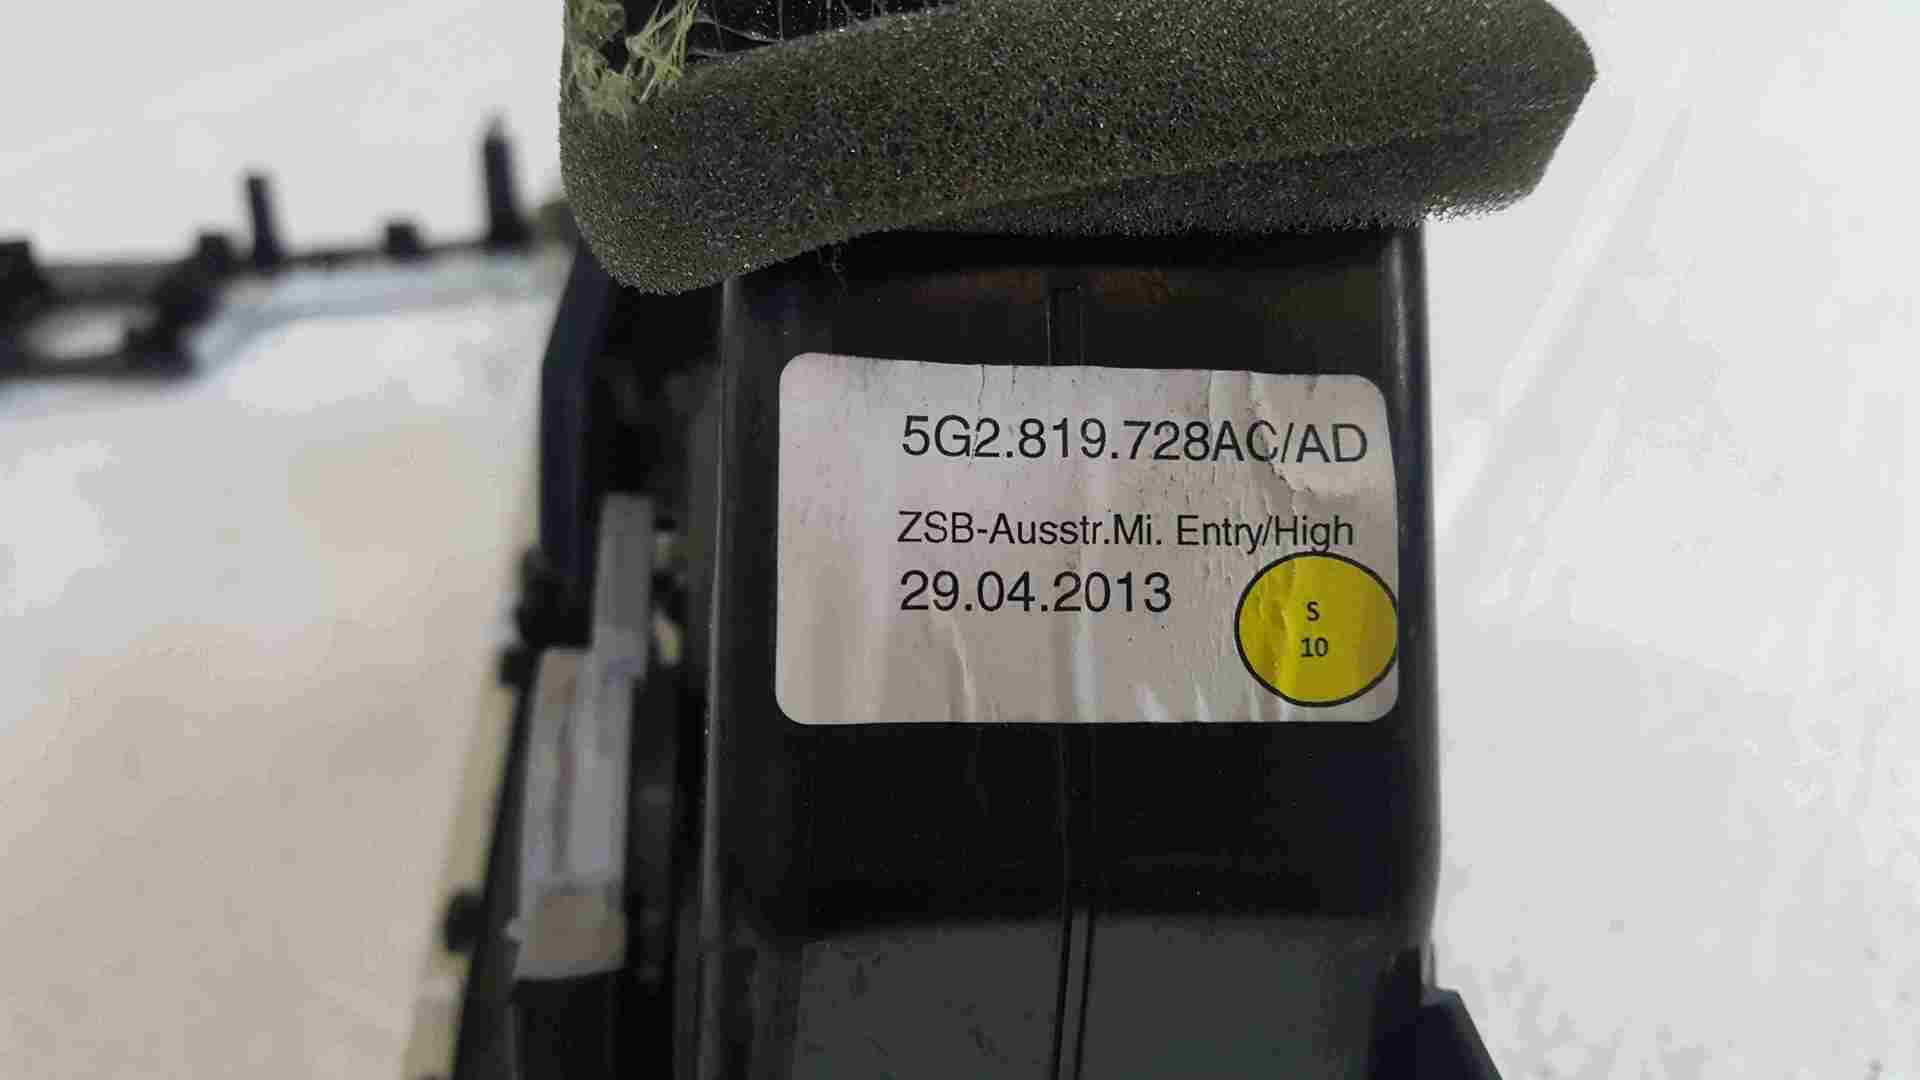 5G2.819.728AC/AD
ZSB-Ausstr.Mi. Entry/High
29.04.2013
S
10